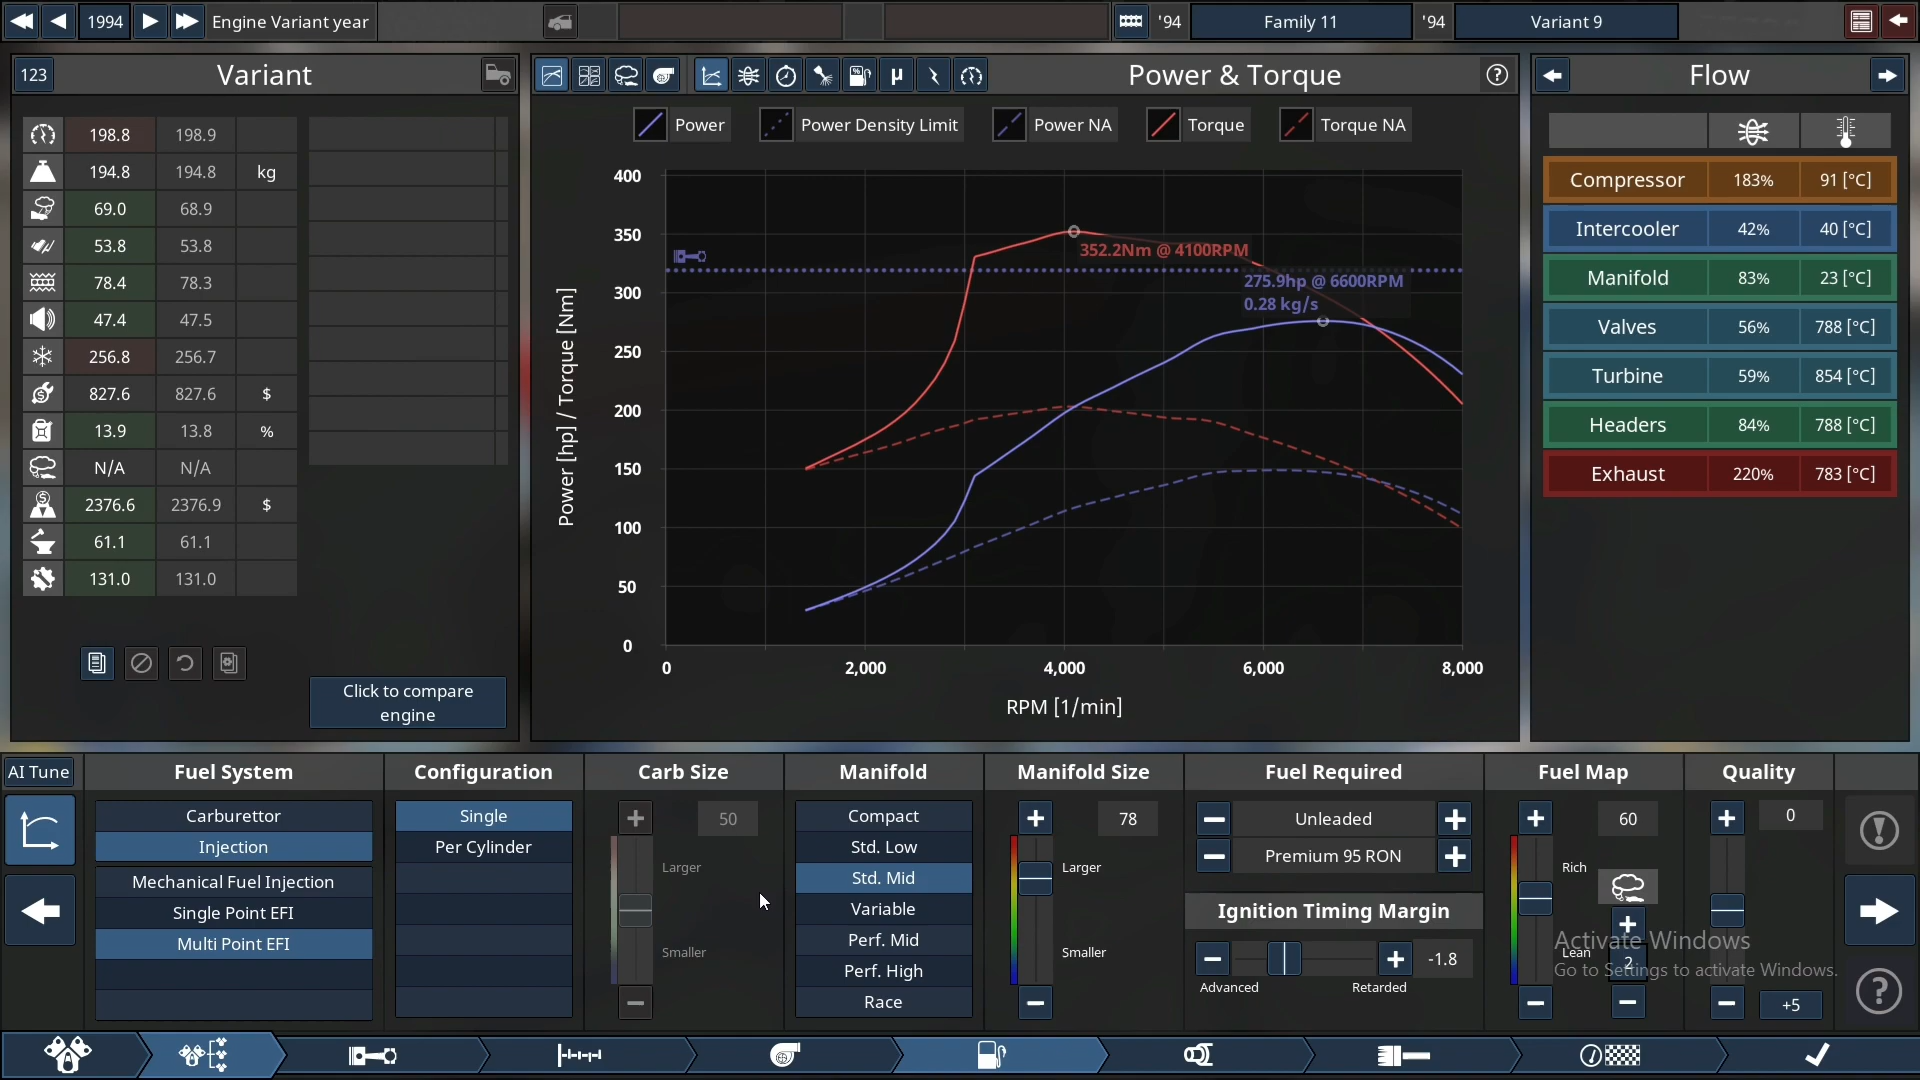 1994
Engine Variant year
'94
Family 11
'94
Variant 9
123
Variant
Power & Torque
Flow
198.8 198.9
194.8 194.8 kg
69.0 68.9
53.8 53.8
78.4 78.3
47.4 47.5
256.8 256.7
827.6 827.6 $
13.9 13.8 %
N/A N/A
2376.6 2376.9 $
61.1 61.1
131.0 131.0
Click to compare
engine
Power
Power Density Limit
Power NA
Torque
Torque NA
Power [hp] / Torque [Nm]
400
350
300
250
200
150
100
50
0
352.2Nm @ 4100RPM
275.9hp @ 6600RPM
0.28 kg/s
0 2,000 4,000 6,000 8,000
RPM [1/min]
Compressor 183% 91 [°C]
Intercooler 42% 40 [°C]
Manifold 83% 23 [°C]
Valves 56% 788 [°C]
Turbine 59% 854 [°C]
Headers 84% 788 [°C]
Exhaust 220% 783 [°C]
AI Tune
Fuel System
Carburettor
Injection
Mechanical Fuel Injection
Single Point EFI
Multi Point EFI
Configuration
Single
Per Cylinder
Carb Size
50
Larger
Smaller
Manifold
Compact
Std. Low
Std. Mid
Variable
Perf. Mid
Perf. High
Race
Manifold Size
78
Larger
Smaller
Fuel Required
Unleaded
Premium 95 RON
Ignition Timing Margin
-1.8
Advanced Retarded
Fuel Map
60
Rich
Lean
2
Quality
0
+5
Activate Windows
Go to Settings to activate Windows.